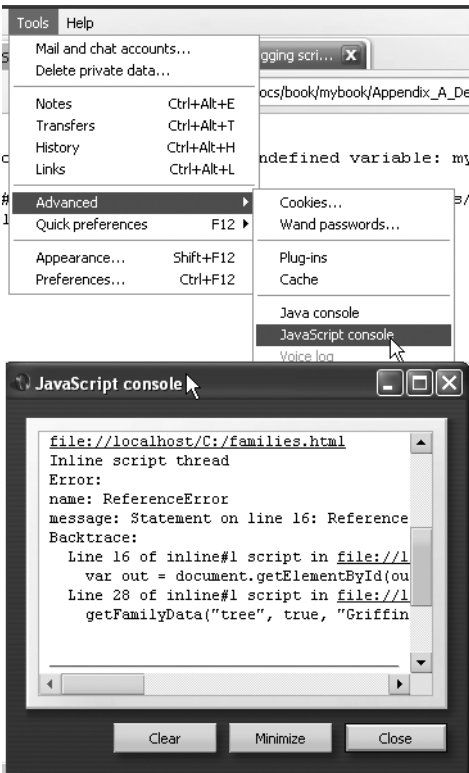 Tools Help
gging scri...
Mail and chat accounts...
Delete private data...
ocs/book/mybook/Appendix_A_De
Notes Ctrl+Alt+E
Transfers Ctrl+Alt+T
History Ctrl+Alt+H
Links Ctrl+Alt+L
ndefined variable: my
Advanced
Quick preferences F12
Appearance... Shift+F12
Preferences... Ctrl+F12
Cookies...
Wand passwords...
Plug-ins
Cache
Java console
JavaScript console
Voice log
JavaScript console
file://localhost/C:/families.html
Inline script thread
Error:
name: ReferenceError
message: Statement on line 16: Reference
Backtrace:
Line 16 of inline#1 script in file://l
var out = document.getElementById(ou
Line 28 of inline#1 script in file://l
getFamilyData("tree", true, "Griffin
Clear Minimize Close